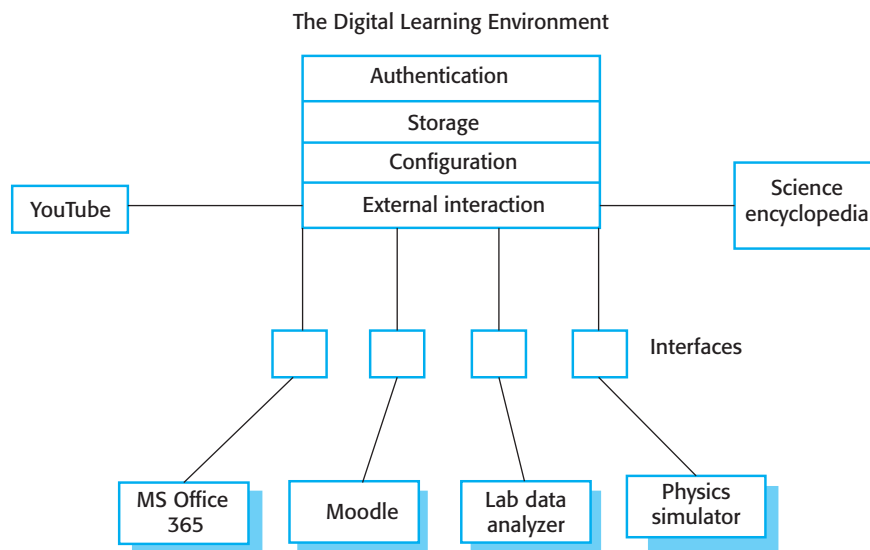 The Digital Learning Environment
Authentication
Storage
Configuration
External interaction
YouTube
Science
encyclopedia
Interfaces
MS Office
365
Moodle
Lab data
analyzer
Physics
simulator